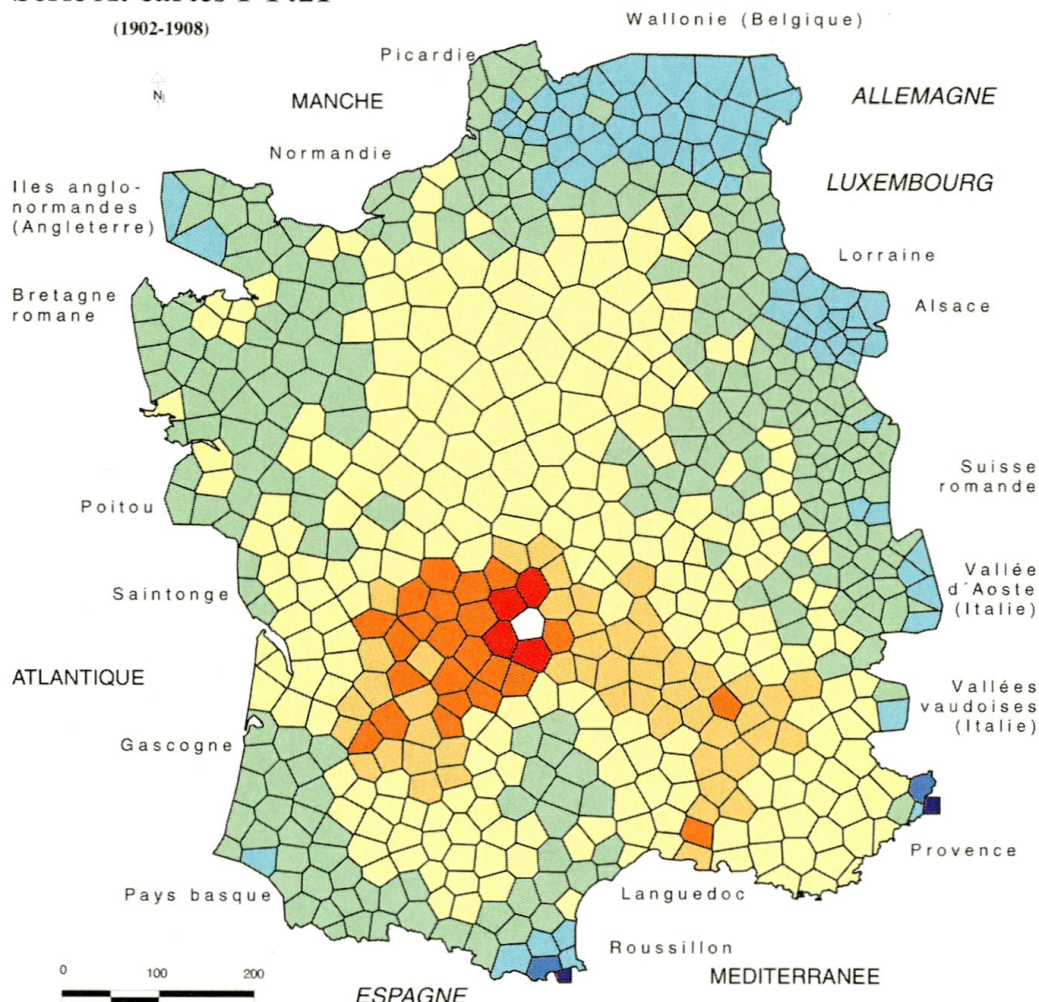 (1902-1908)
Wallonie (Belgique)
Picardie
N
MANCHE
ALLEMAGNE
Normandie
Iles anglo-
normandes
(Angleterre)
LUXEMBOURG
Lorraine
Bretagne
romane
Alsace
Suisse
romande
Poitou
Vallée
d´Aoste
(Italie)
Saintonge
ATLANTIQUE
Vallées
vaudoises
(Italie)
Gascogne
Provence
Pays basque
Languedoc
Roussillon
MEDITERRANEE
0 100 200
ESPAGNE